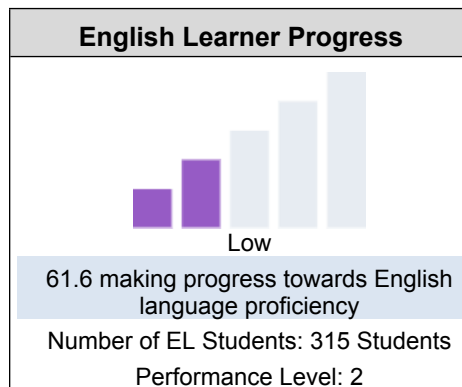 English Learner Progress
Low
61.6 making progress towards English
language proficiency
Number of EL Students: 315 Students
Performance Level: 2